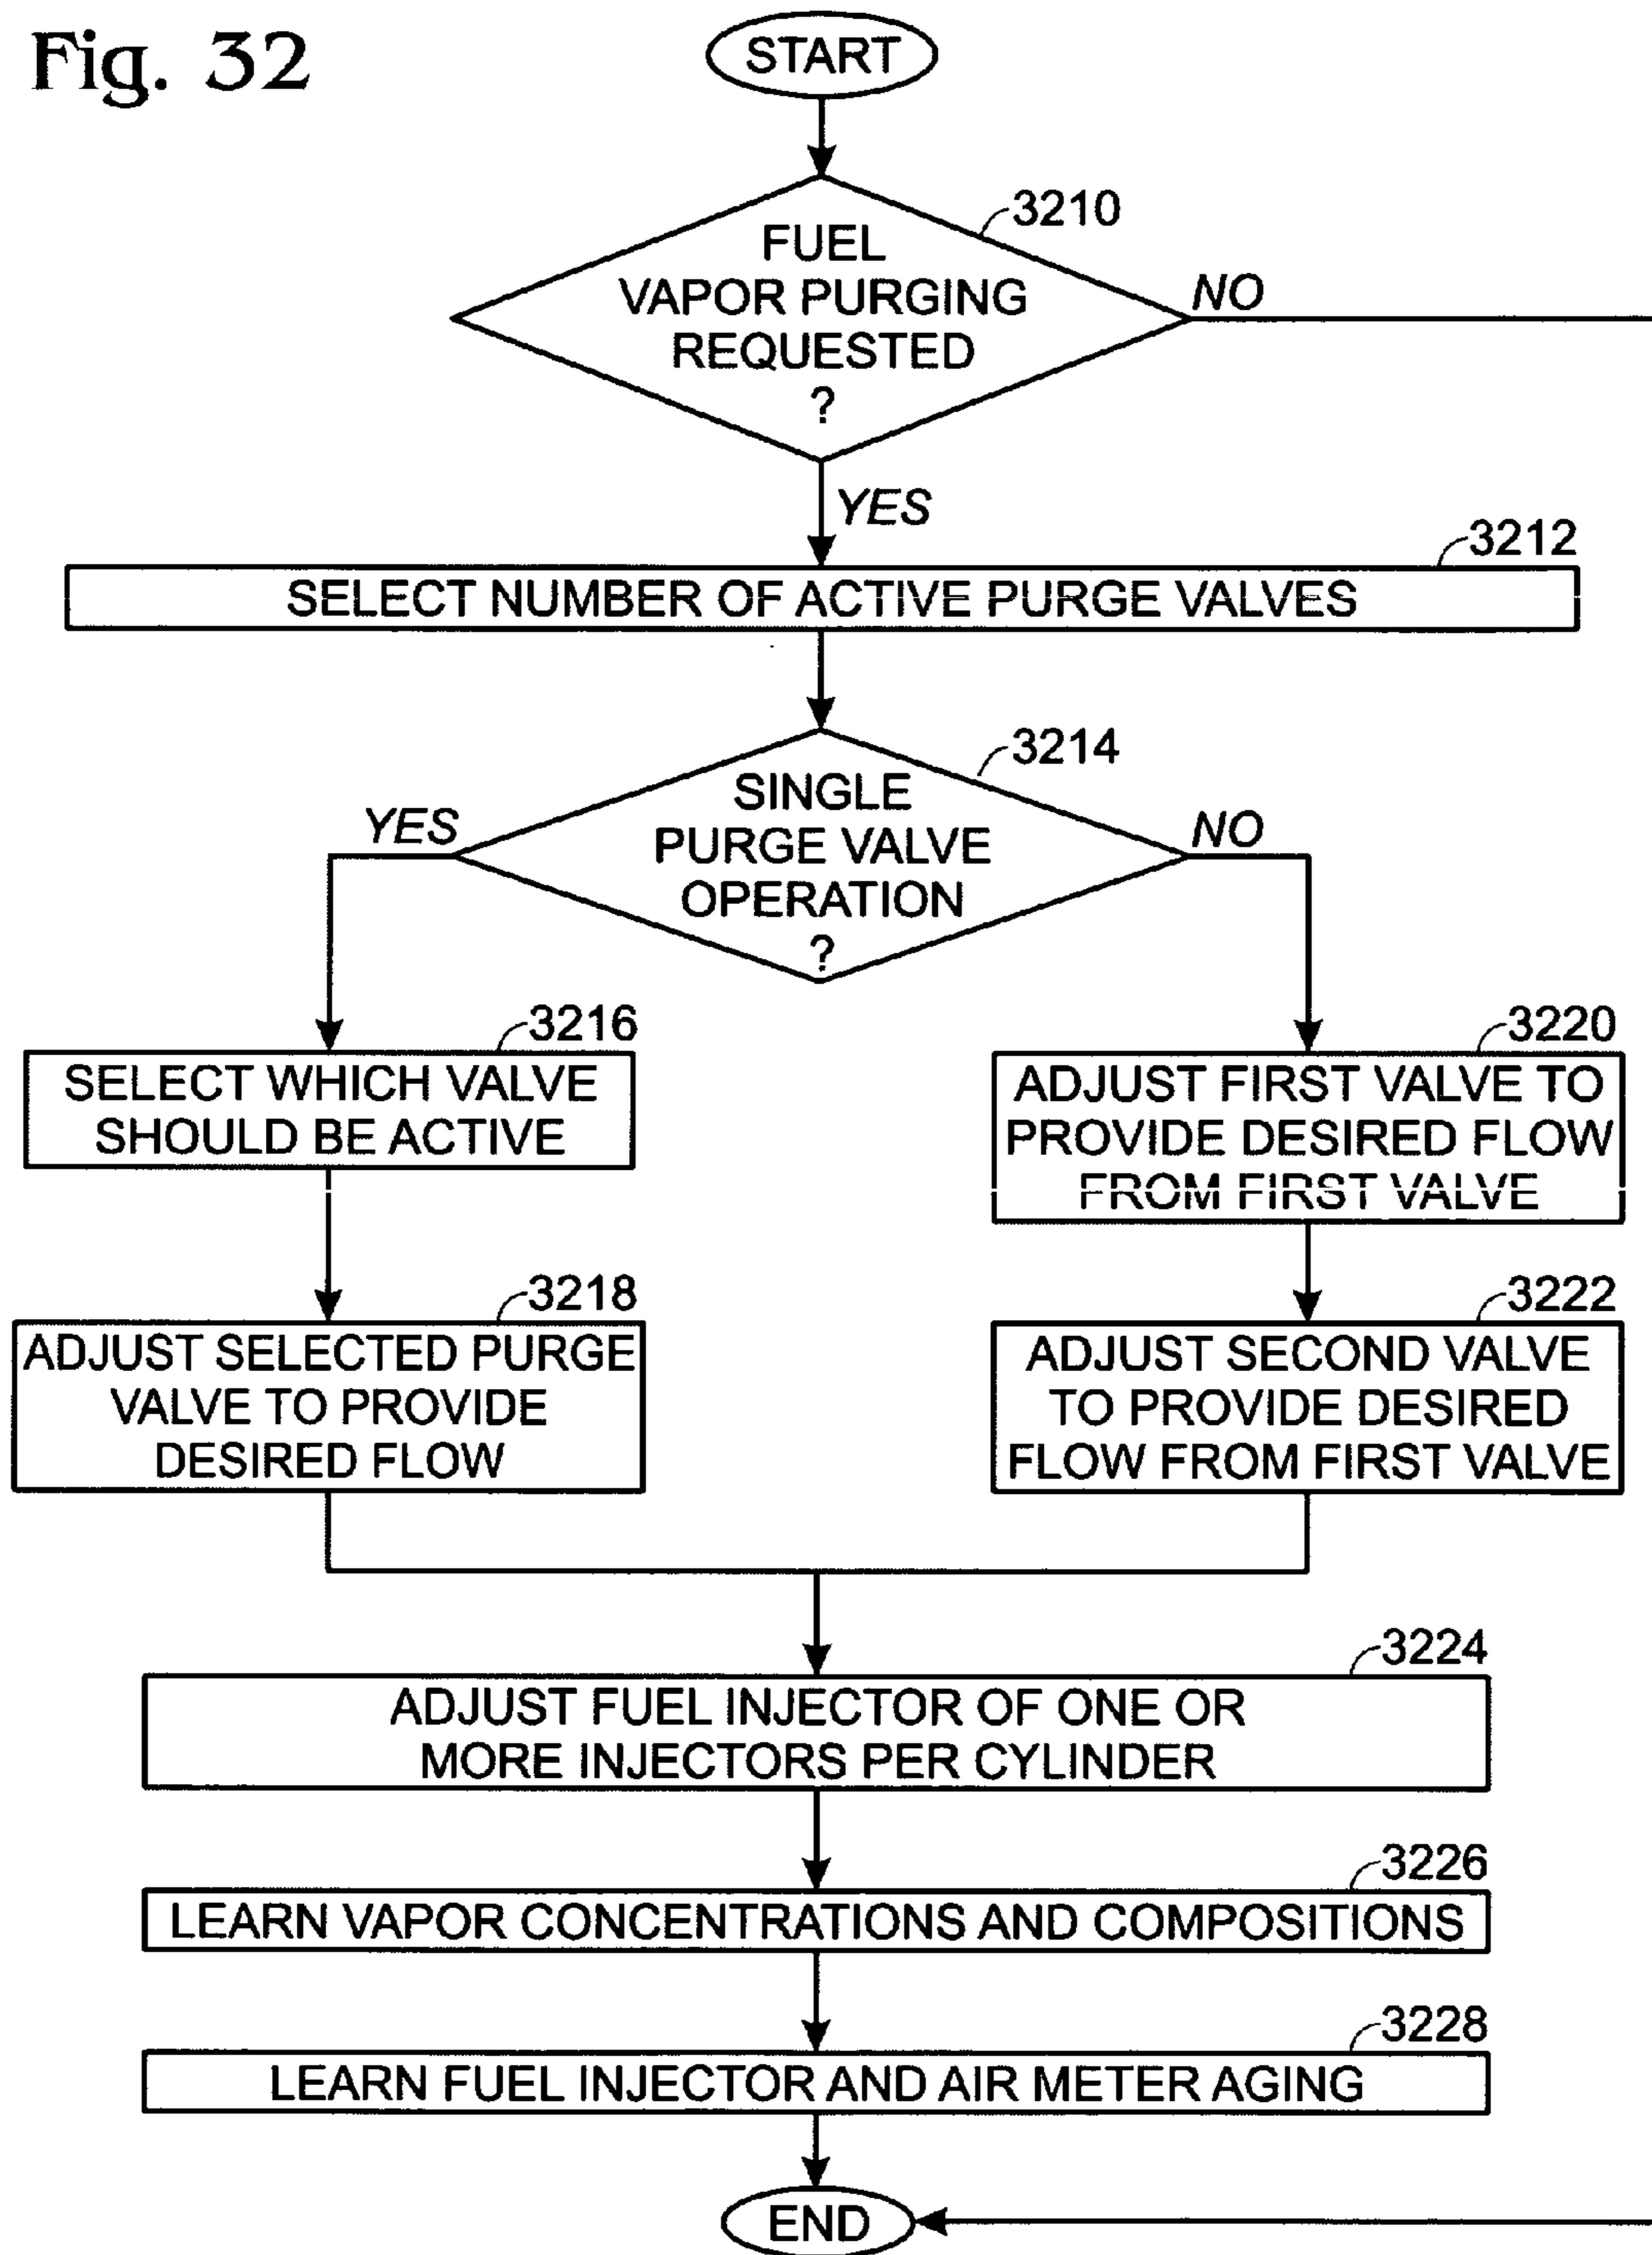 Fig. 32
START
3210
FUEL
VAPOR PURGING
REQUESTED
?
NO
YES
3212
SELECT NUMBER OF ACTIVE PURGE VALVES
3214
SINGLE
PURGE VALVE
OPERATION
?
YES
NO
3216
SELECT WHICH VALVE
SHOULD BE ACTIVE
3218
ADJUST SELECTED PURGE
VALVE TO PROVIDE
DESIRED FLOW
3220
ADJUST FIRST VALVE TO
PROVIDE DESIRED FLOW
FROM FIRST VALVE
3222
ADJUST SECOND VALVE
TO PROVIDE DESIRED
FLOW FROM FIRST VALVE
3224
ADJUST FUEL INJECTOR OF ONE OR
MORE INJECTORS PER CYLINDER
3226
LEARN VAPOR CONCENTRATIONS AND COMPOSITIONS
3228
LEARN FUEL INJECTOR AND AIR METER AGING
END